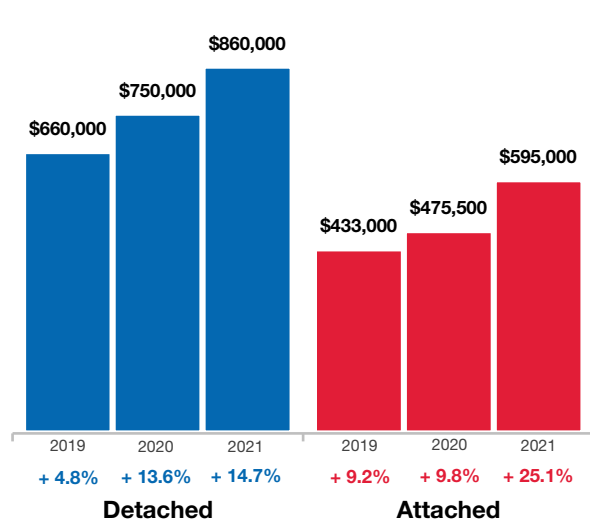 $860,000
$750,000
$660,000
$595,000
$475,500
$433,000
2019 2020 2021 2019 2020 2021
+ 4.8% + 13.6% + 14.7% + 9.2% + 9.8% + 25.1%
Detached Attached